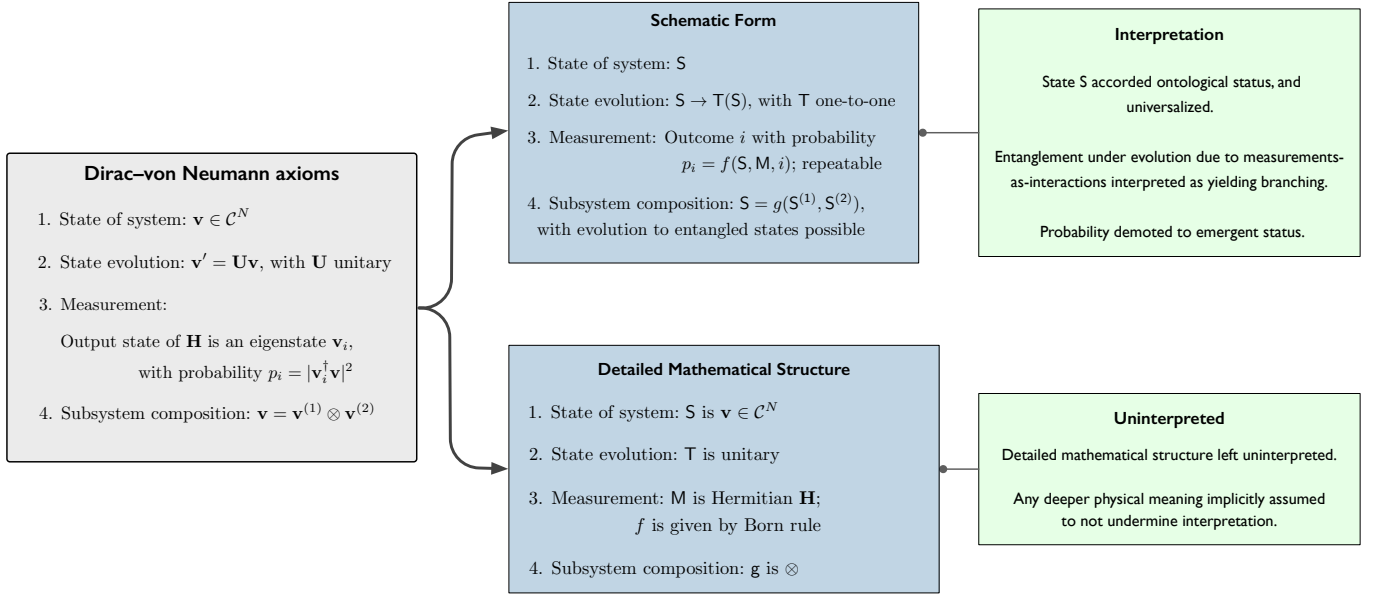 Dirac–von Neumann axioms
1. State of system: v ∈ 𝒞ᴺ
2. State evolution: v′ = Uv, with U unitary
3. Measurement:
Output state of H is an eigenstate vᵢ,
with probability pᵢ = |vᵢ†v|²
4. Subsystem composition: v = v⁽¹⁾ ⊗ v⁽²⁾
Schematic Form
1. State of system: S
2. State evolution: S → T(S), with T one-to-one
3. Measurement: Outcome i with probability
pᵢ = f(S, M, i); repeatable
4. Subsystem composition: S = g(S⁽¹⁾, S⁽²⁾),
with evolution to entangled states possible
Interpretation
State S accorded ontological status, and
universalized.
Entanglement under evolution due to measurements-
as-interactions interpreted as yielding branching.
Probability demoted to emergent status.
Detailed Mathematical Structure
1. State of system: S is v ∈ 𝒞ᴺ
2. State evolution: T is unitary
3. Measurement: M is Hermitian H;
f is given by Born rule
4. Subsystem composition: g is ⊗
Uninterpreted
Detailed mathematical structure left uninterpreted.
Any deeper physical meaning implicitly assumed
to not undermine interpretation.